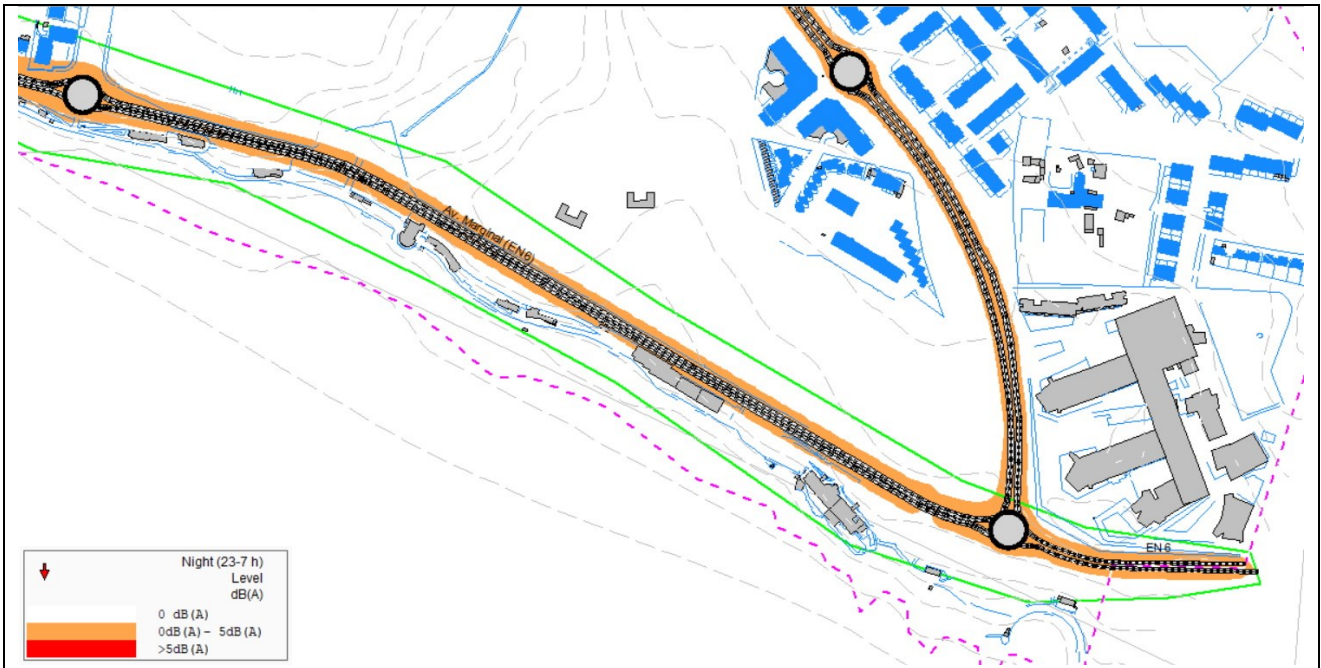 Av. Marginal (EN6)
EN 6
Night (23-7 h)
Level
dB(A)
0 dB(A)
0dB(A) - 5dB(A)
>5dB(A)